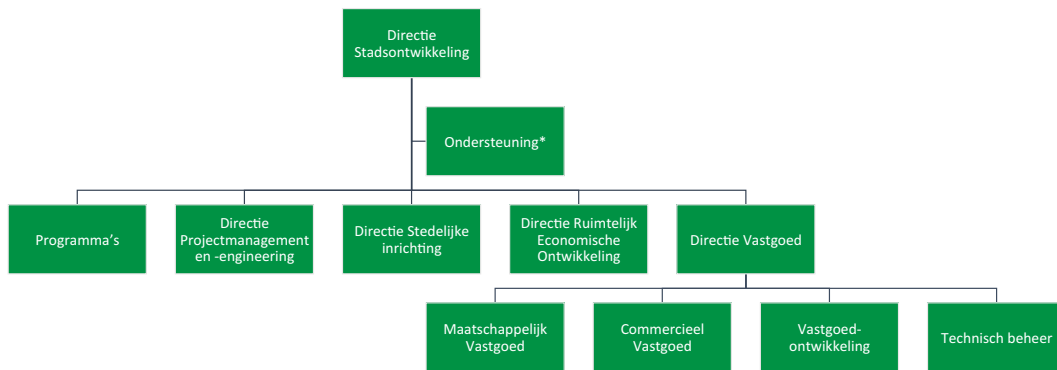 Directie
Stadsontwikkeling
Ondersteuning*
Programma's
Directie
Projectmanagement
en -engineering
Directie Stedelijke
inrichting
Directie Ruimtelijk
Economische
Ontwikkeling
Directie Vastgoed
Maatschappelijk
Vastgoed
Commercieel
Vastgoed
Vastgoed-
ontwikkeling
Technisch beheer